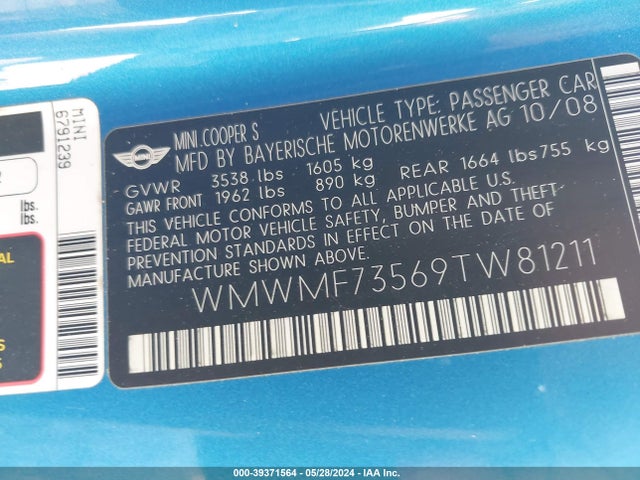 MINI
6791239
lbs.
lbs.
MINI
MINI COOPER S VEHICLE TYPE: PASSENGER CAR
MFD BY BAYERISCHE MOTORENWERKE AG 10/08
GVWR 3538 lbs 1605 kg
GAWR FRONT 1962 lbs 890 kg REAR 1664 lbs 755 kg
THIS VEHICLE CONFORMS TO ALL APPLICABLE U.S.
FEDERAL MOTOR VEHICLE SAFETY, BUMPER AND THEFT
PREVENTION STANDARDS IN EFFECT ON THE DATE OF
MANUFACTURE SHOWN ABOVE.
WMWMF73569TW81211
000-39371564 • 05/28/2024 • IAA Inc.